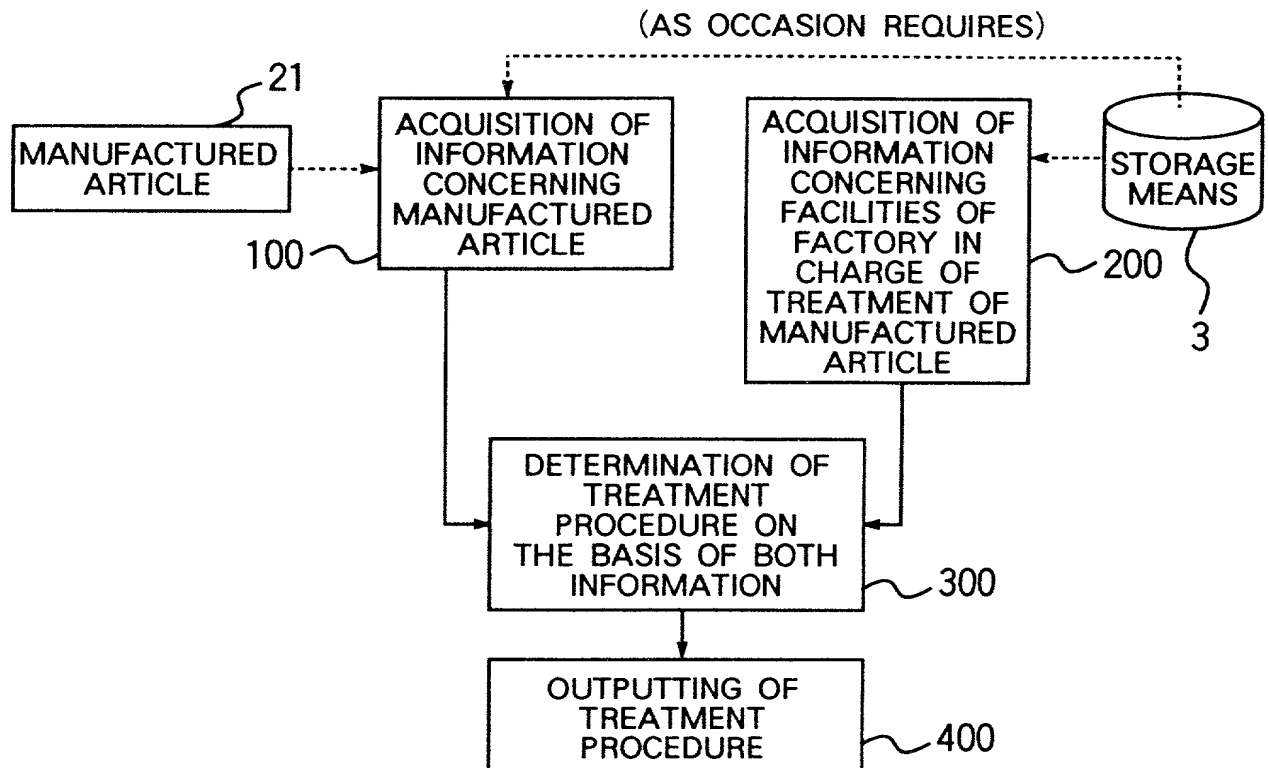 (AS OCCASION REQUIRES)
21
MANUFACTURED
ARTICLE
ACQUISITION OF
INFORMATION
CONCERNING
MANUFACTURED
ARTICLE
100
ACQUISITION OF
INFORMATION
CONCERNING
FACILITIES OF
FACTORY IN
CHARGE OF
TREATMENT OF
MANUFACTURED
ARTICLE
200
STORAGE
MEANS
3
DETERMINATION OF
TREATMENT
PROCEDURE ON
THE BASIS OF BOTH
INFORMATION
300
OUTPUTTING OF
TREATMENT
PROCEDURE
400